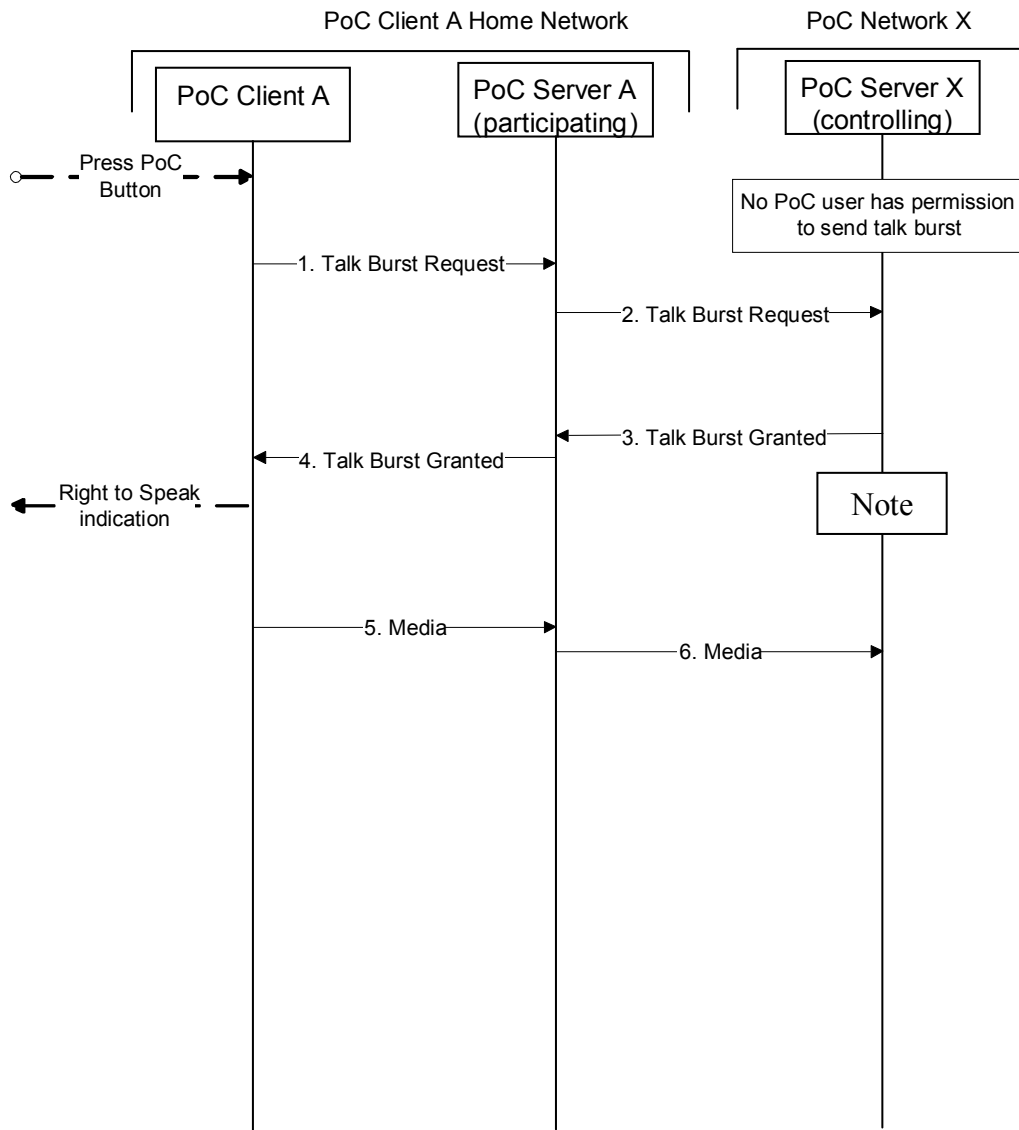 PoC Client A Home Network
PoC Network X
PoC Client A
PoC Server A
(participating)
PoC Server X
(controlling)
Press PoC
Button
No PoC user has permission
to send talk burst
1. Talk Burst Request
2. Talk Burst Request
3. Talk Burst Granted
4. Talk Burst Granted
Right to Speak
indication
Note
5. Media
6. Media